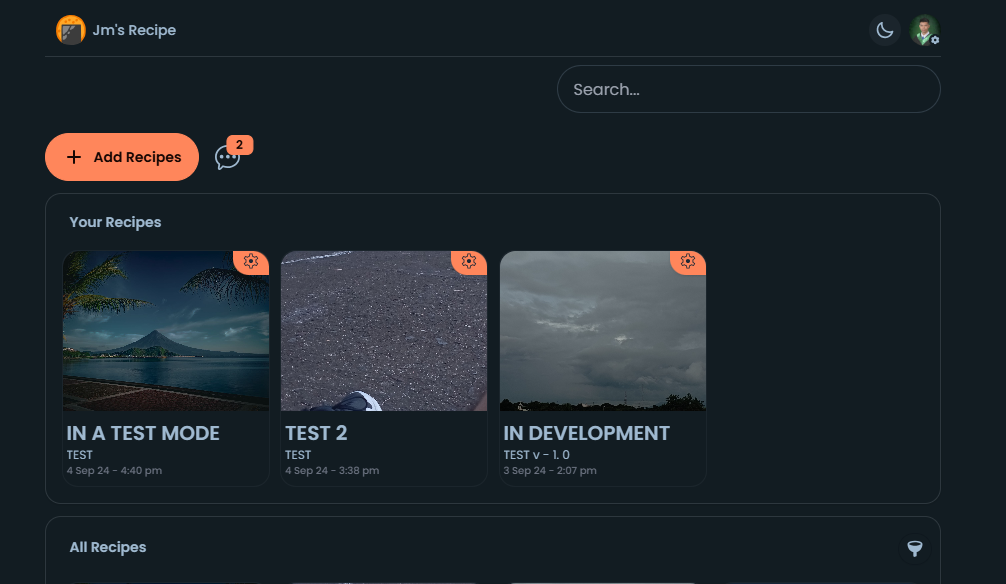 Jm's Recipe
Search...
Add Recipes
2
Your Recipes
IN A TEST MODE
TEST
4 Sep 24 - 4:40 pm
TEST 2
TEST
4 Sep 24 - 3:38 pm
IN DEVELOPMENT
TEST v - 1. 0
3 Sep 24 - 2:07 pm
All Recipes